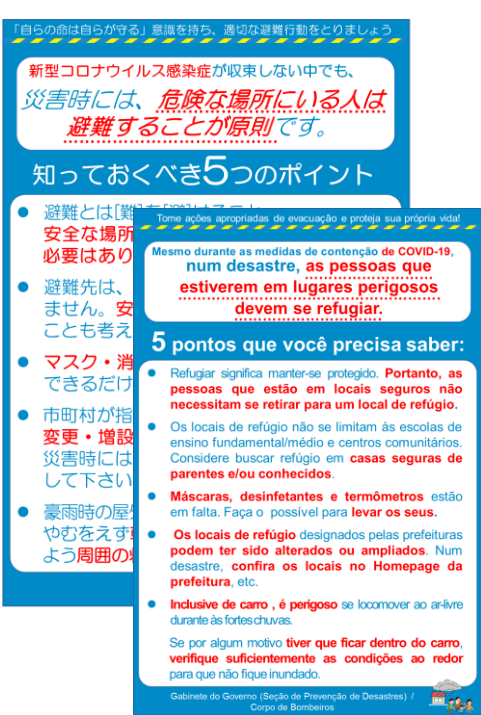 「自らの命は自らが守る」意識を持ち、適切な避難行動をとりましょう
新型コロナウイルス感染症が収束しない中でも、
災害時には、危険な場所にいる人は
避難することが原則です。
知っておくべき5つのポイント
● 避難とは[難]を[避]けること
安全な場所
必要はあり
● 避難先は、
ません。安
ことも考え
● マスク・消
できるだけ
● 市町村が指
変更・増設
災害時には
して下さい
● 豪雨時の屋
やむをえず
よう周囲の
Tome ações apropriadas de evacuação e proteja sua própria vida!
Mesmo durante as medidas de contenção de COVID-19,
num desastre, as pessoas que
estiverem em lugares perigosos
devem se refugiar.
5 pontos que você precisa saber:
● Refugiar significa manter-se protegido. Portanto, as
pessoas que estão em locais seguros não
necessitam se retirar para um local de refúgio.
● Os locais de refúgio não se limitam às escolas de
ensino fundamental/médio e centros comunitários.
Considere buscar refúgio em casas seguras de
parentes e/ou conhecidos.
● Máscaras, desinfetantes e termômetros estão
em falta. Faça o possível para levar os seus.
● Os locais de refúgio designados pelas prefeituras
podem ter sido alterados ou ampliados. Num
desastre, confira os locais no Homepage da
prefeitura, etc.
● Inclusive de carro , é perigoso se locomover ao ar-livre
durante às fortes chuvas.
Se por algum motivo tiver que ficar dentro do carro,
verifique suficientemente as condições ao redor
para que não fique inundado.
Gabinete do Governo (Seção de Prevenção de Desastres) /
Corpo de Bombeiros